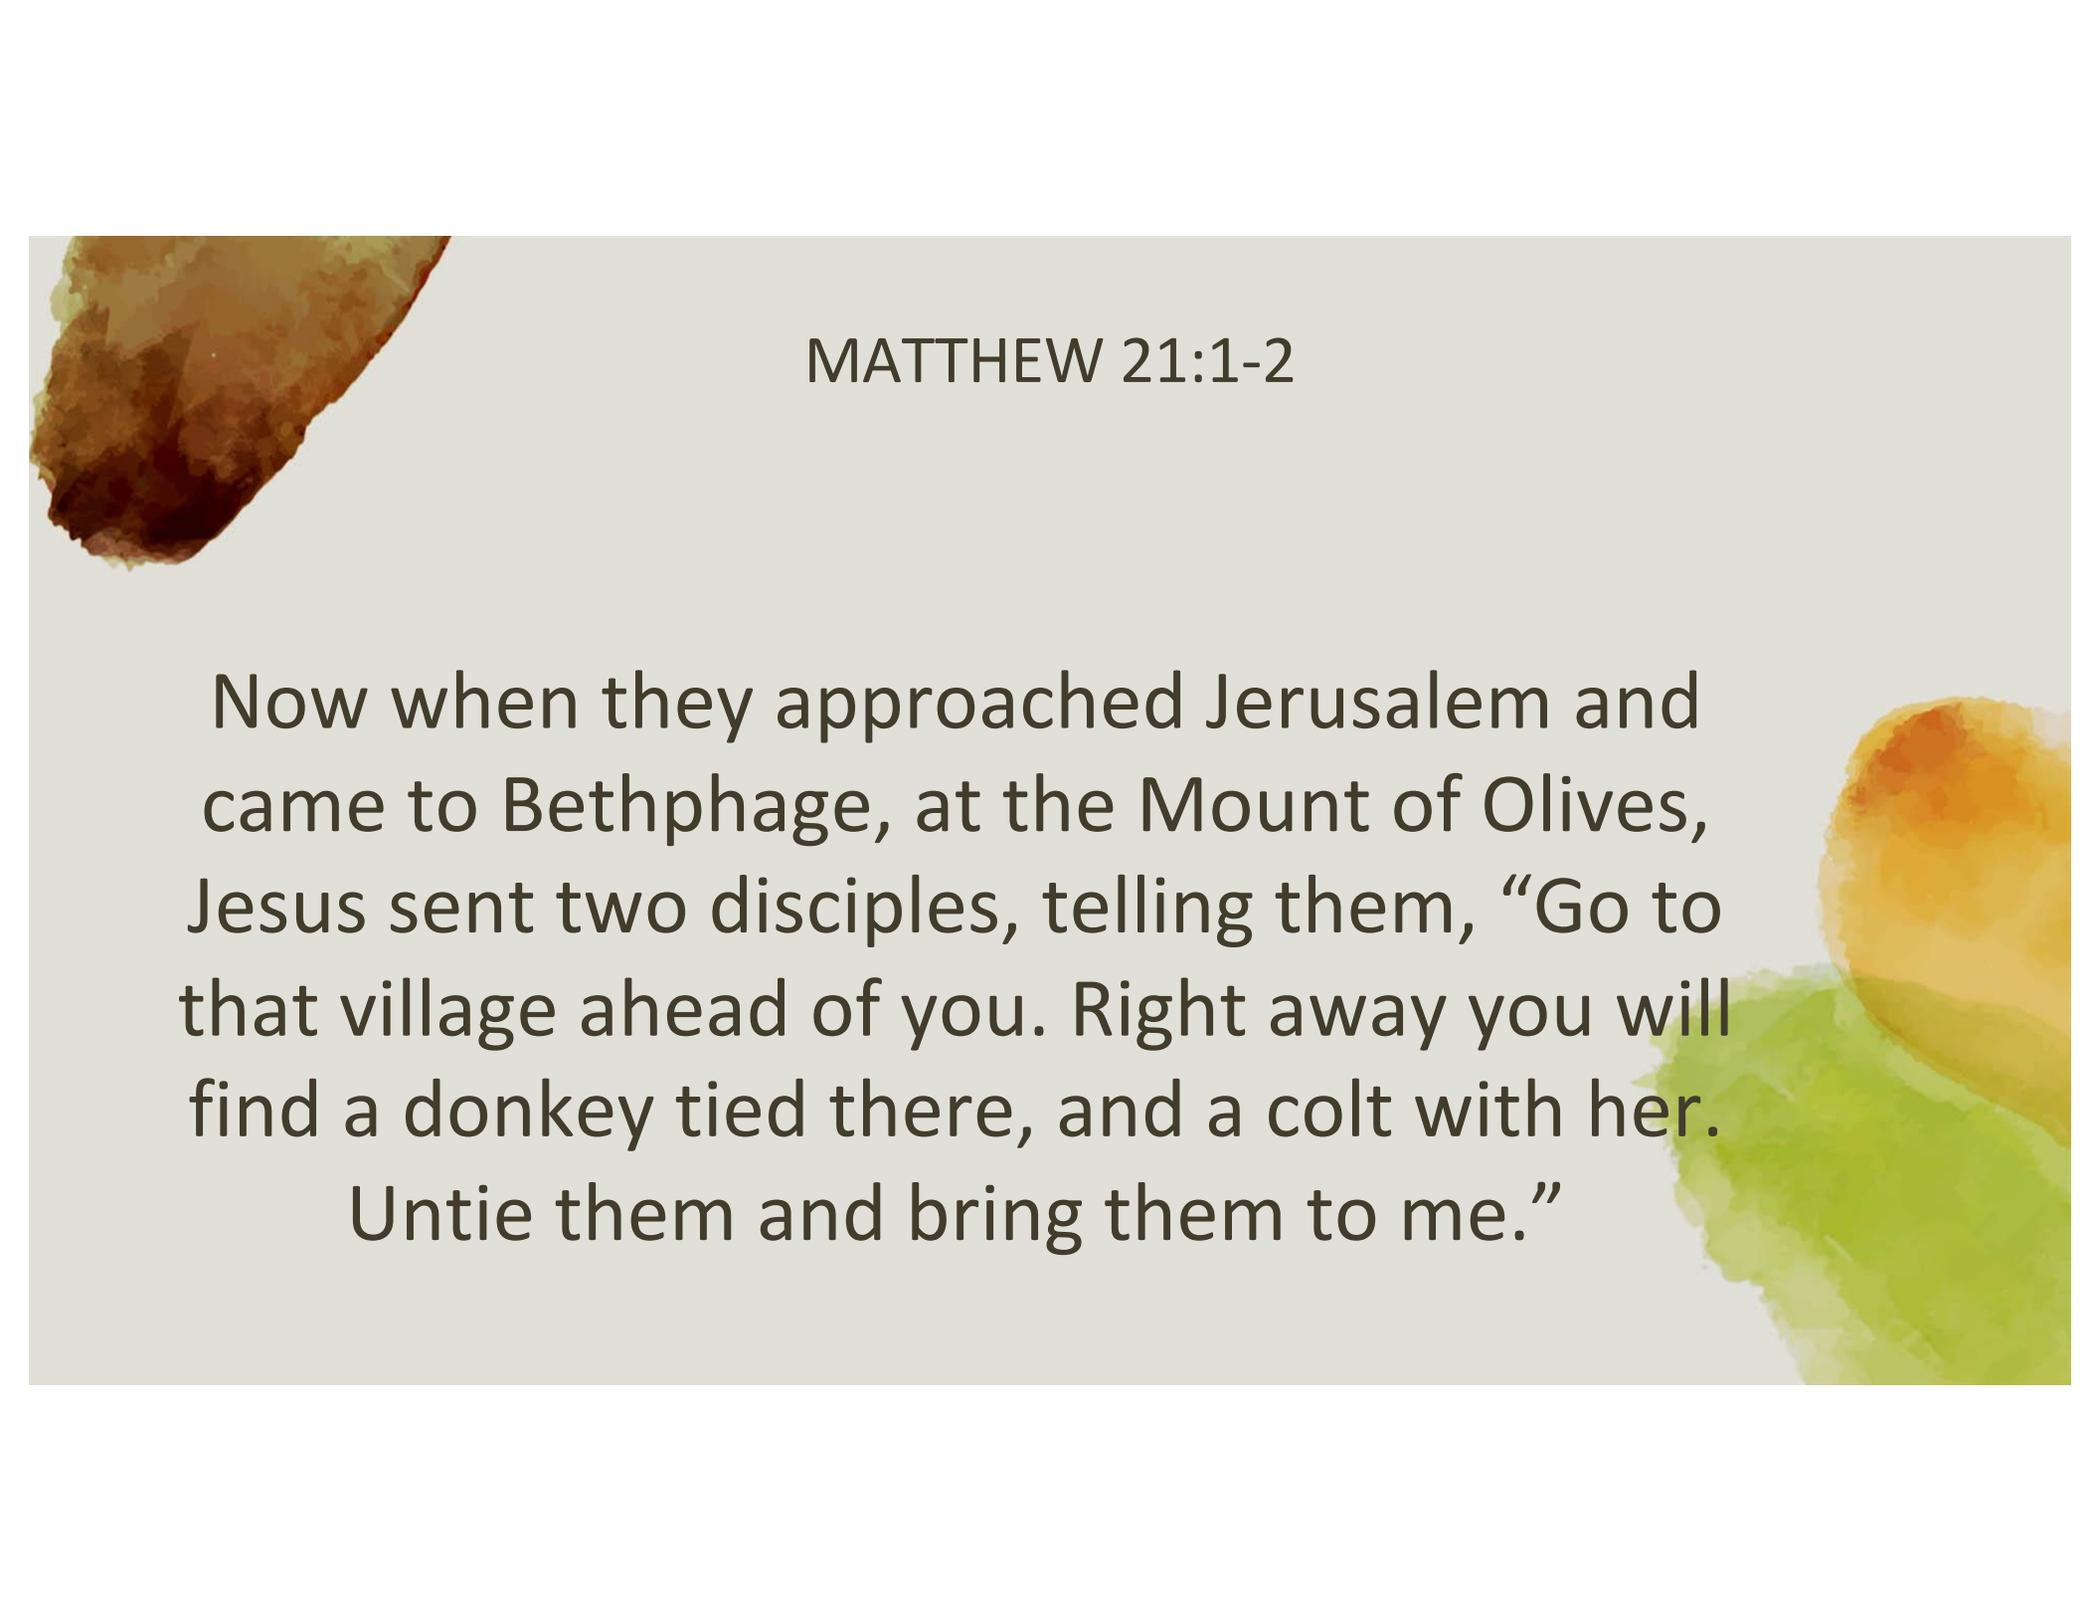 MATTHEW 21:1-2
Now when they approached Jerusalem and
came to Bethphage, at the Mount of Olives,
Jesus sent two disciples, telling them, “Go to
that village ahead of you. Right away you will
find a donkey tied there, and a colt with her.
Untie them and bring them to me.”